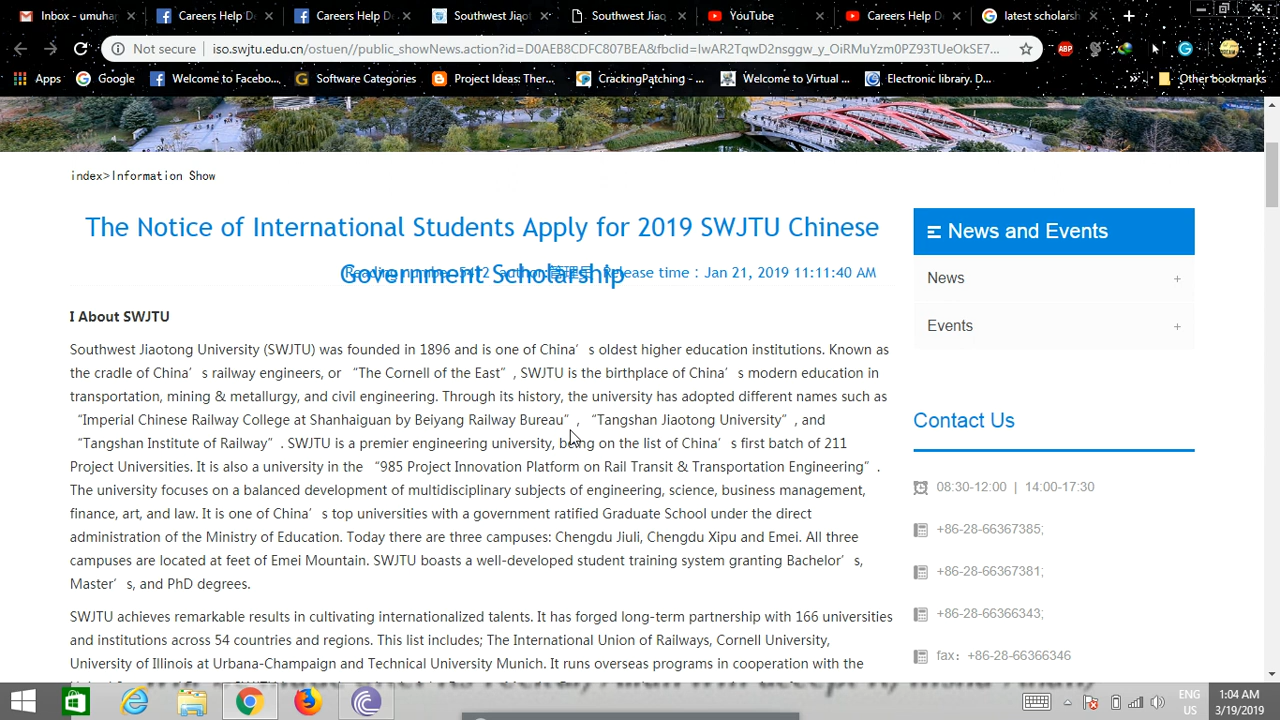 Inbox - umuha
Careers Help D
Careers Help D
Southwest Jiaot
Southwest Jiaq
YouTube
Careers Help D
latest scholarsh
Not secure
iso.swjtu.edu.cn/ostuen//public_showNews.action?id=D0AEB8CDFC807BEA&fbclid=IwAR2TqwD2nsggw_y_OiRMuYzm0PZ93TUeOkSE7...
ABP
Apps
Google
Welcome to Facebo...
Software Categories
Project Ideas: Ther...
CrackingPatching - ...
Welcome to Virtual ...
Electronic library. D...
Other bookmarks
index>Information Show
The Notice of International Students Apply for 2019 SWJTU Chinese
Government Scholarship
Reading number author:管理员 Release time : Jan 21, 2019 11:11:40 AM
I About SWJTU
Southwest Jiaotong University (SWJTU) was founded in 1896 and is one of China’s oldest higher education institutions. Known as
the cradle of China’s railway engineers, or “The Cornell of the East”, SWJTU is the birthplace of China’s modern education in
transportation, mining & metallurgy, and civil engineering. Through its history, the university has adopted different names such as
“Imperial Chinese Railway College at Shanhaiguan by Beiyang Railway Bureau”, “Tangshan Jiaotong University”, and
“Tangshan Institute of Railway”. SWJTU is a premier engineering university, being on the list of China’s first batch of 211
Project Universities. It is also a university in the “985 Project Innovation Platform on Rail Transit & Transportation Engineering”.
The university focuses on a balanced development of multidisciplinary subjects of engineering, science, business management,
finance, art, and law. It is one of China’s top universities with a government ratified Graduate School under the direct
administration of the Ministry of Education. Today there are three campuses: Chengdu Jiuli, Chengdu Xipu and Emei. All three
campuses are located at feet of Emei Mountain. SWJTU boasts a well-developed student training system granting Bachelor’s,
Master’s, and PhD degrees.
SWJTU achieves remarkable results in cultivating internationalized talents. It has forged long-term partnership with 166 universities
and institutions across 54 countries and regions. This list includes; The International Union of Railways, Cornell University,
University of Illinois at Urbana-Champaign and Technical University Munich. It runs overseas programs in cooperation with the
News and Events
News
Events
Contact Us
08:30-12:00 | 14:00-17:30
+86-28-66367385;
+86-28-66367381;
+86-28-66366343;
fax: +86-28-66366346
ENG
US
1:04 AM
3/19/2019